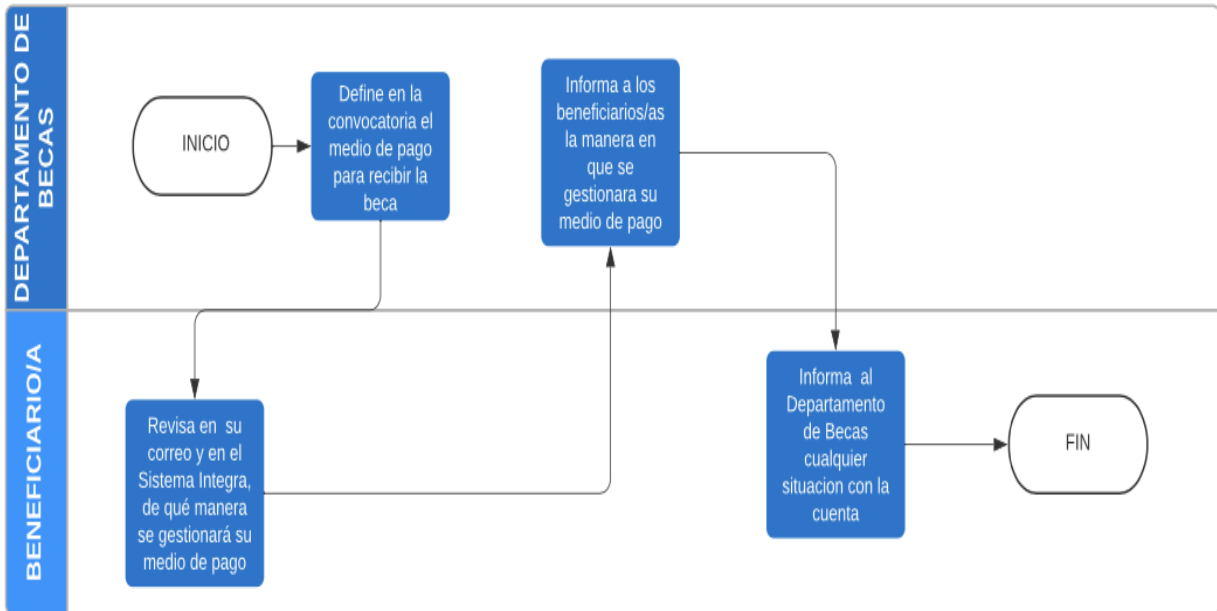 DEPARTAMENTO DE
BECAS
INICIO
Define en la
convocatoria el
medio de pago
para recibir la
beca
Informa a los
beneficiarios/as
la manera en
que se
gestionara su
medio de pago
BENEFICIARIO/A
Revisa en su
correo y en el
Sistema Integra,
de qué manera
se gestionará su
medio de pago
Informa al
Departamento
de Becas
cualquier
situacion con la
cuenta
FIN